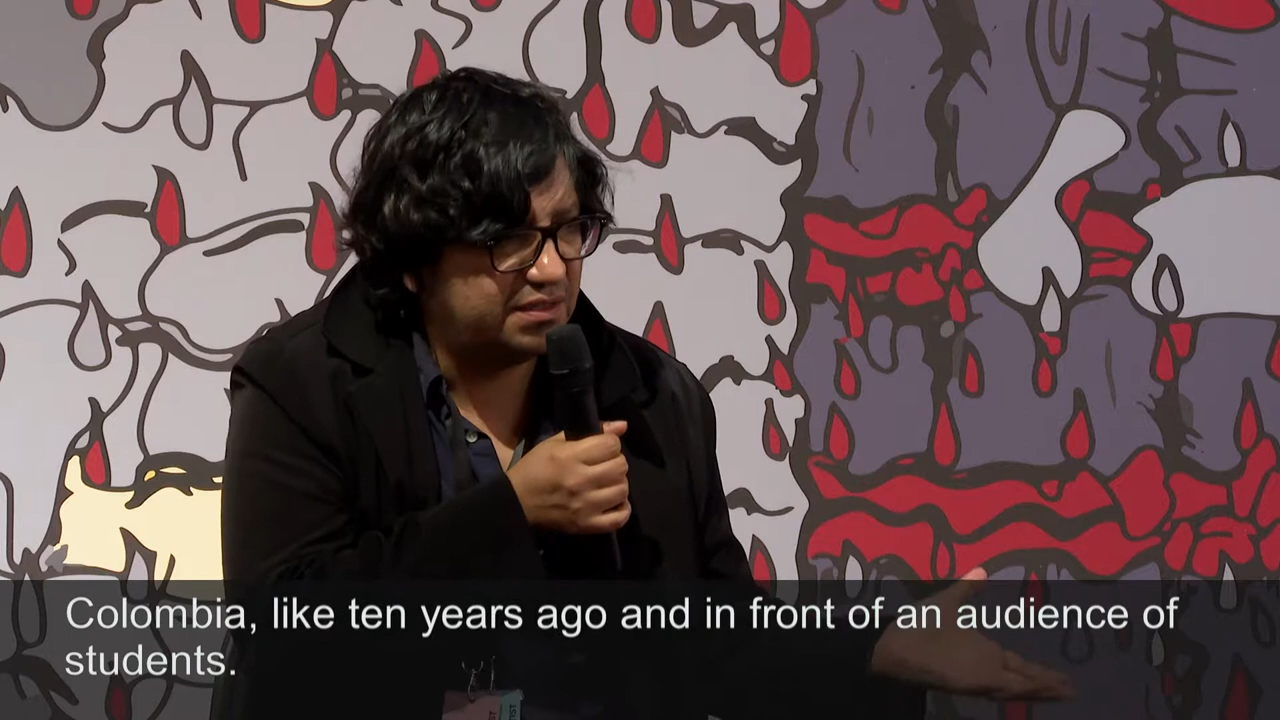 Colombia, like ten years ago and in front of an audience of
students.